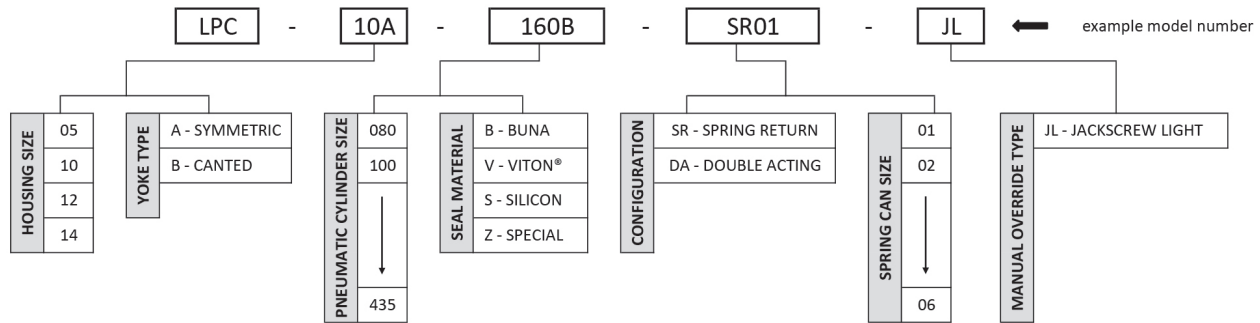 LPC - 10A - 160B - SR01 - JL example model number
HOUSING SIZE
05
10
12
14
YOKE TYPE
A - SYMMETRIC
B - CANTED
PNEUMATIC CYLINDER SIZE
080
100
435
SEAL MATERIAL
B - BUNA
V - VITON®
S - SILICON
Z - SPECIAL
CONFIGURATION
SR - SPRING RETURN
DA - DOUBLE ACTING
SPRING CAN SIZE
01
02
06
MANUAL OVERRIDE TYPE
JL - JACKSCREW LIGHT